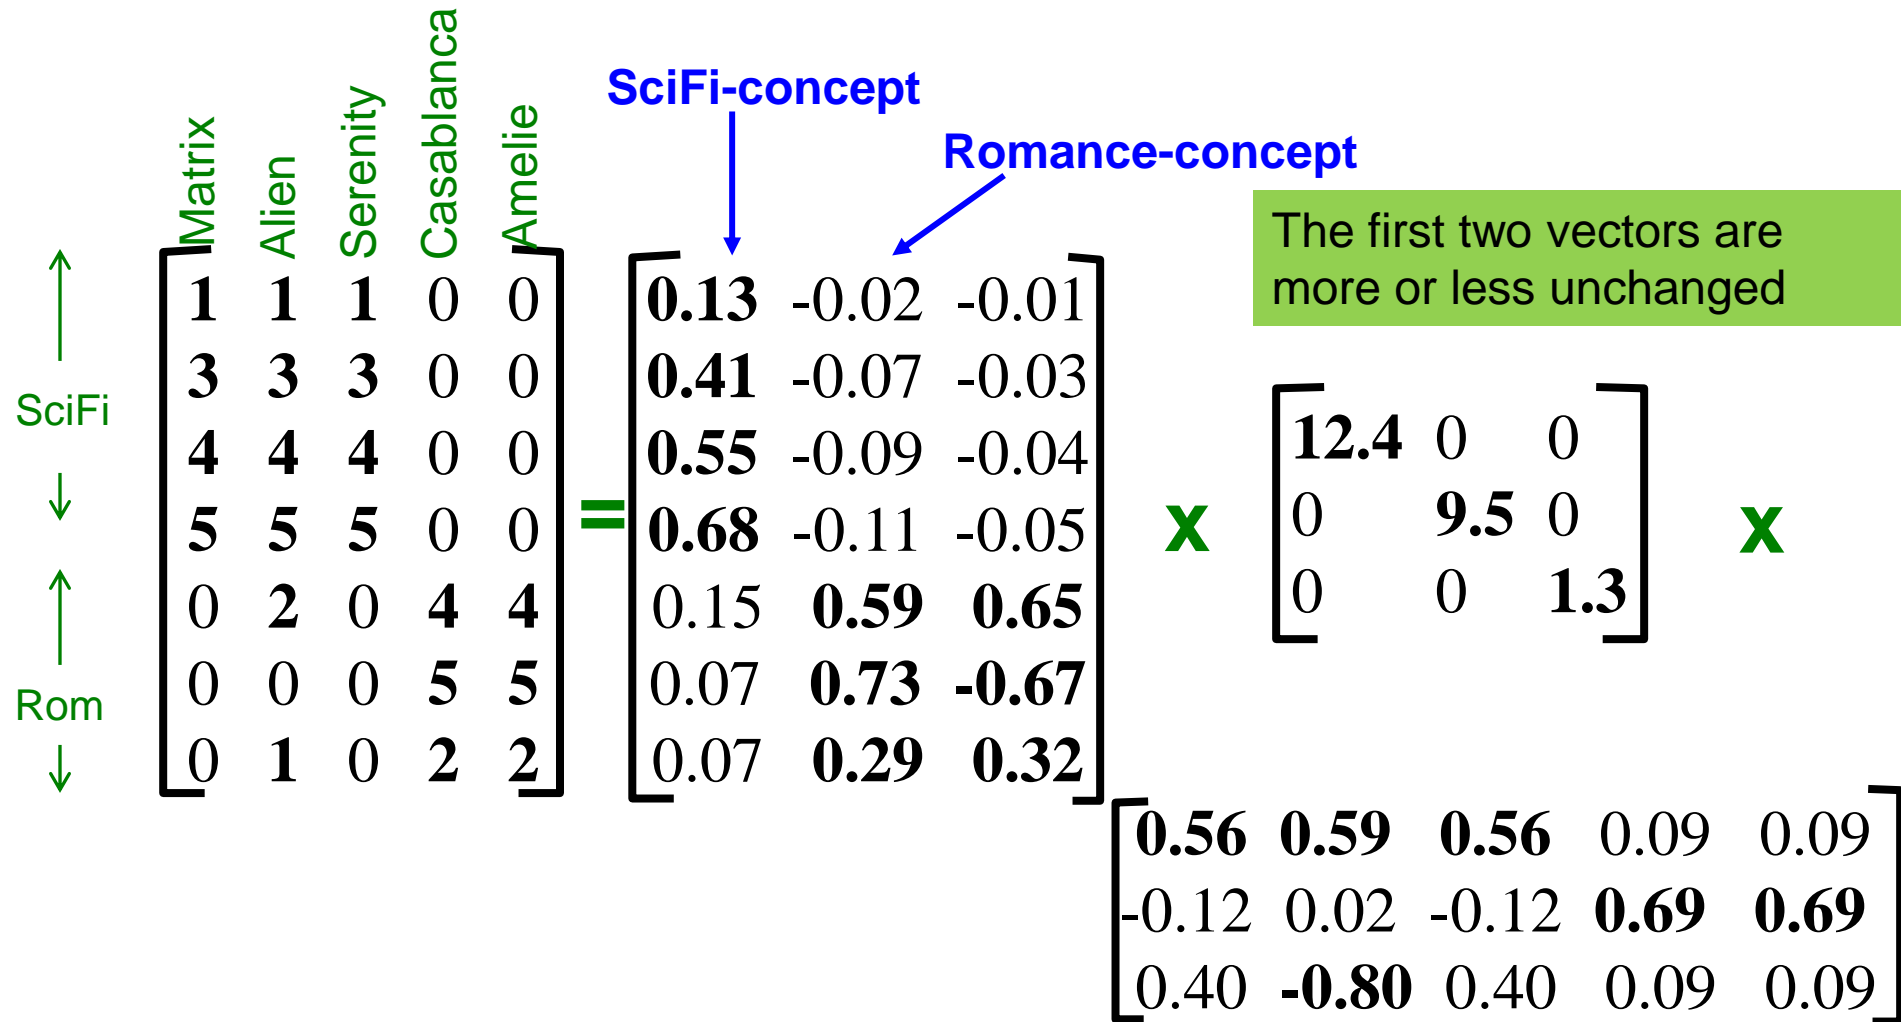 Matrix
Alien
Serenity
Casablanca
Amelie
SciFi-concept
Romance-concept
The first two vectors are
more or less unchanged
SciFi
Rom
1 1 1 0 0
3 3 3 0 0
4 4 4 0 0
5 5 5 0 0
0 2 0 4 4
0 0 0 5 5
0 1 0 2 2
=
0.13 -0.02 -0.01
0.41 -0.07 -0.03
0.55 -0.09 -0.04
0.68 -0.11 -0.05
0.15 0.59 0.65
0.07 0.73 -0.67
0.07 0.29 0.32
x
12.4 0 0
0 9.5 0
0 0 1.3
x
0.56 0.59 0.56 0.09 0.09
-0.12 0.02 -0.12 0.69 0.69
0.40 -0.80 0.40 0.09 0.09